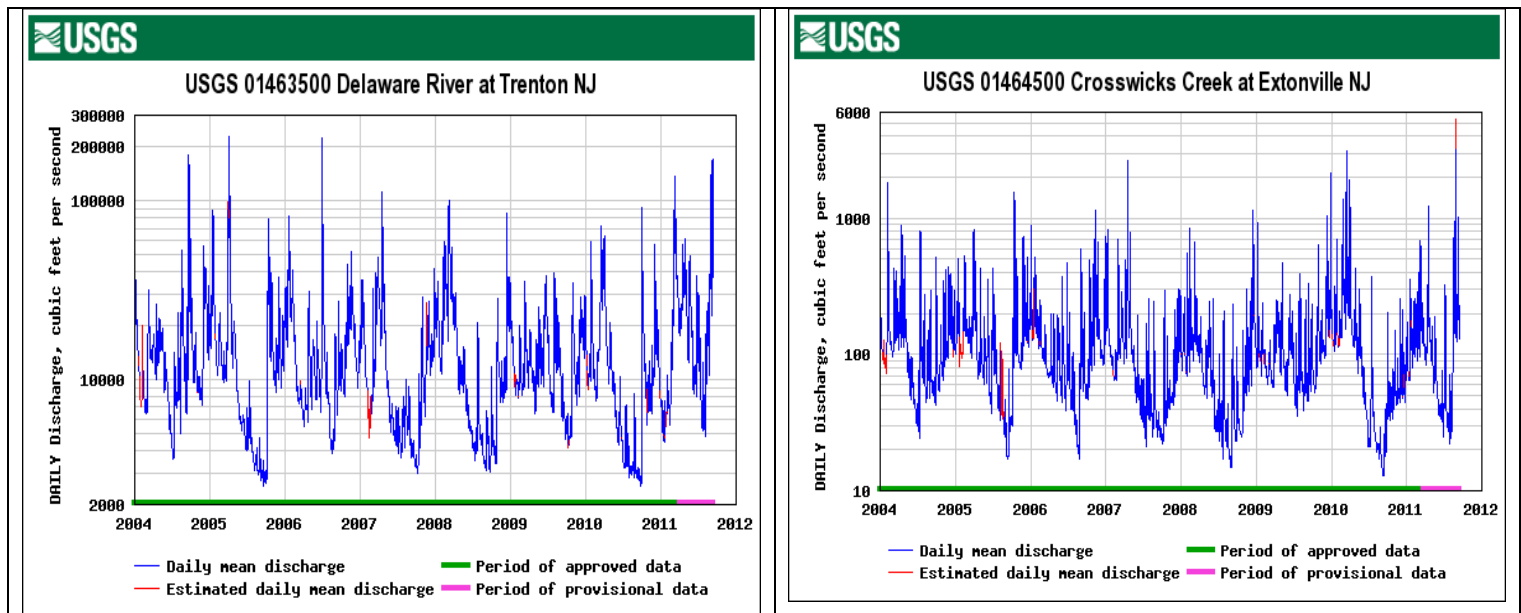 USGS
USGS 01463500 Delaware River at Trenton NJ
DAILY Discharge, cubic feet per second
300000
200000
100000
10000
2000
2004 2005 2006 2007 2008 2009 2010 2011 2012
Daily mean discharge
Estimated daily mean discharge
Period of approved data
Period of provisional data
USGS
USGS 01464500 Crosswicks Creek at Extonville NJ
DAILY Discharge, cubic feet per second
6000
1000
100
10
2004 2005 2006 2007 2008 2009 2010 2011 2012
Daily mean discharge
Estimated daily mean discharge
Period of approved data
Period of provisional data